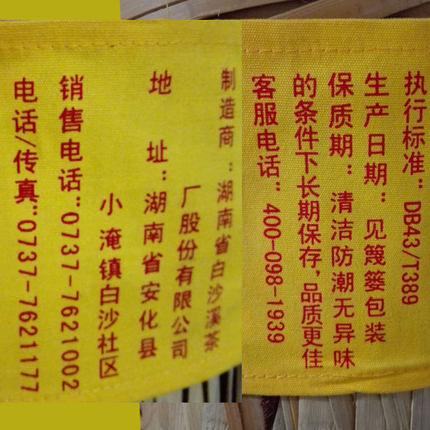 执行标准：DB43/T389
生产日期：见篾篓包装
保质期：清洁防潮无异味
的条件下长期保存，品质更佳
客服电话：400-098-1939
制造商：湖南省白沙溪茶
厂股份有限公司
地 址：湖南省安化县
小淹镇白沙社区
销售电话：0737-7621002
电话/传真：0737-7621177